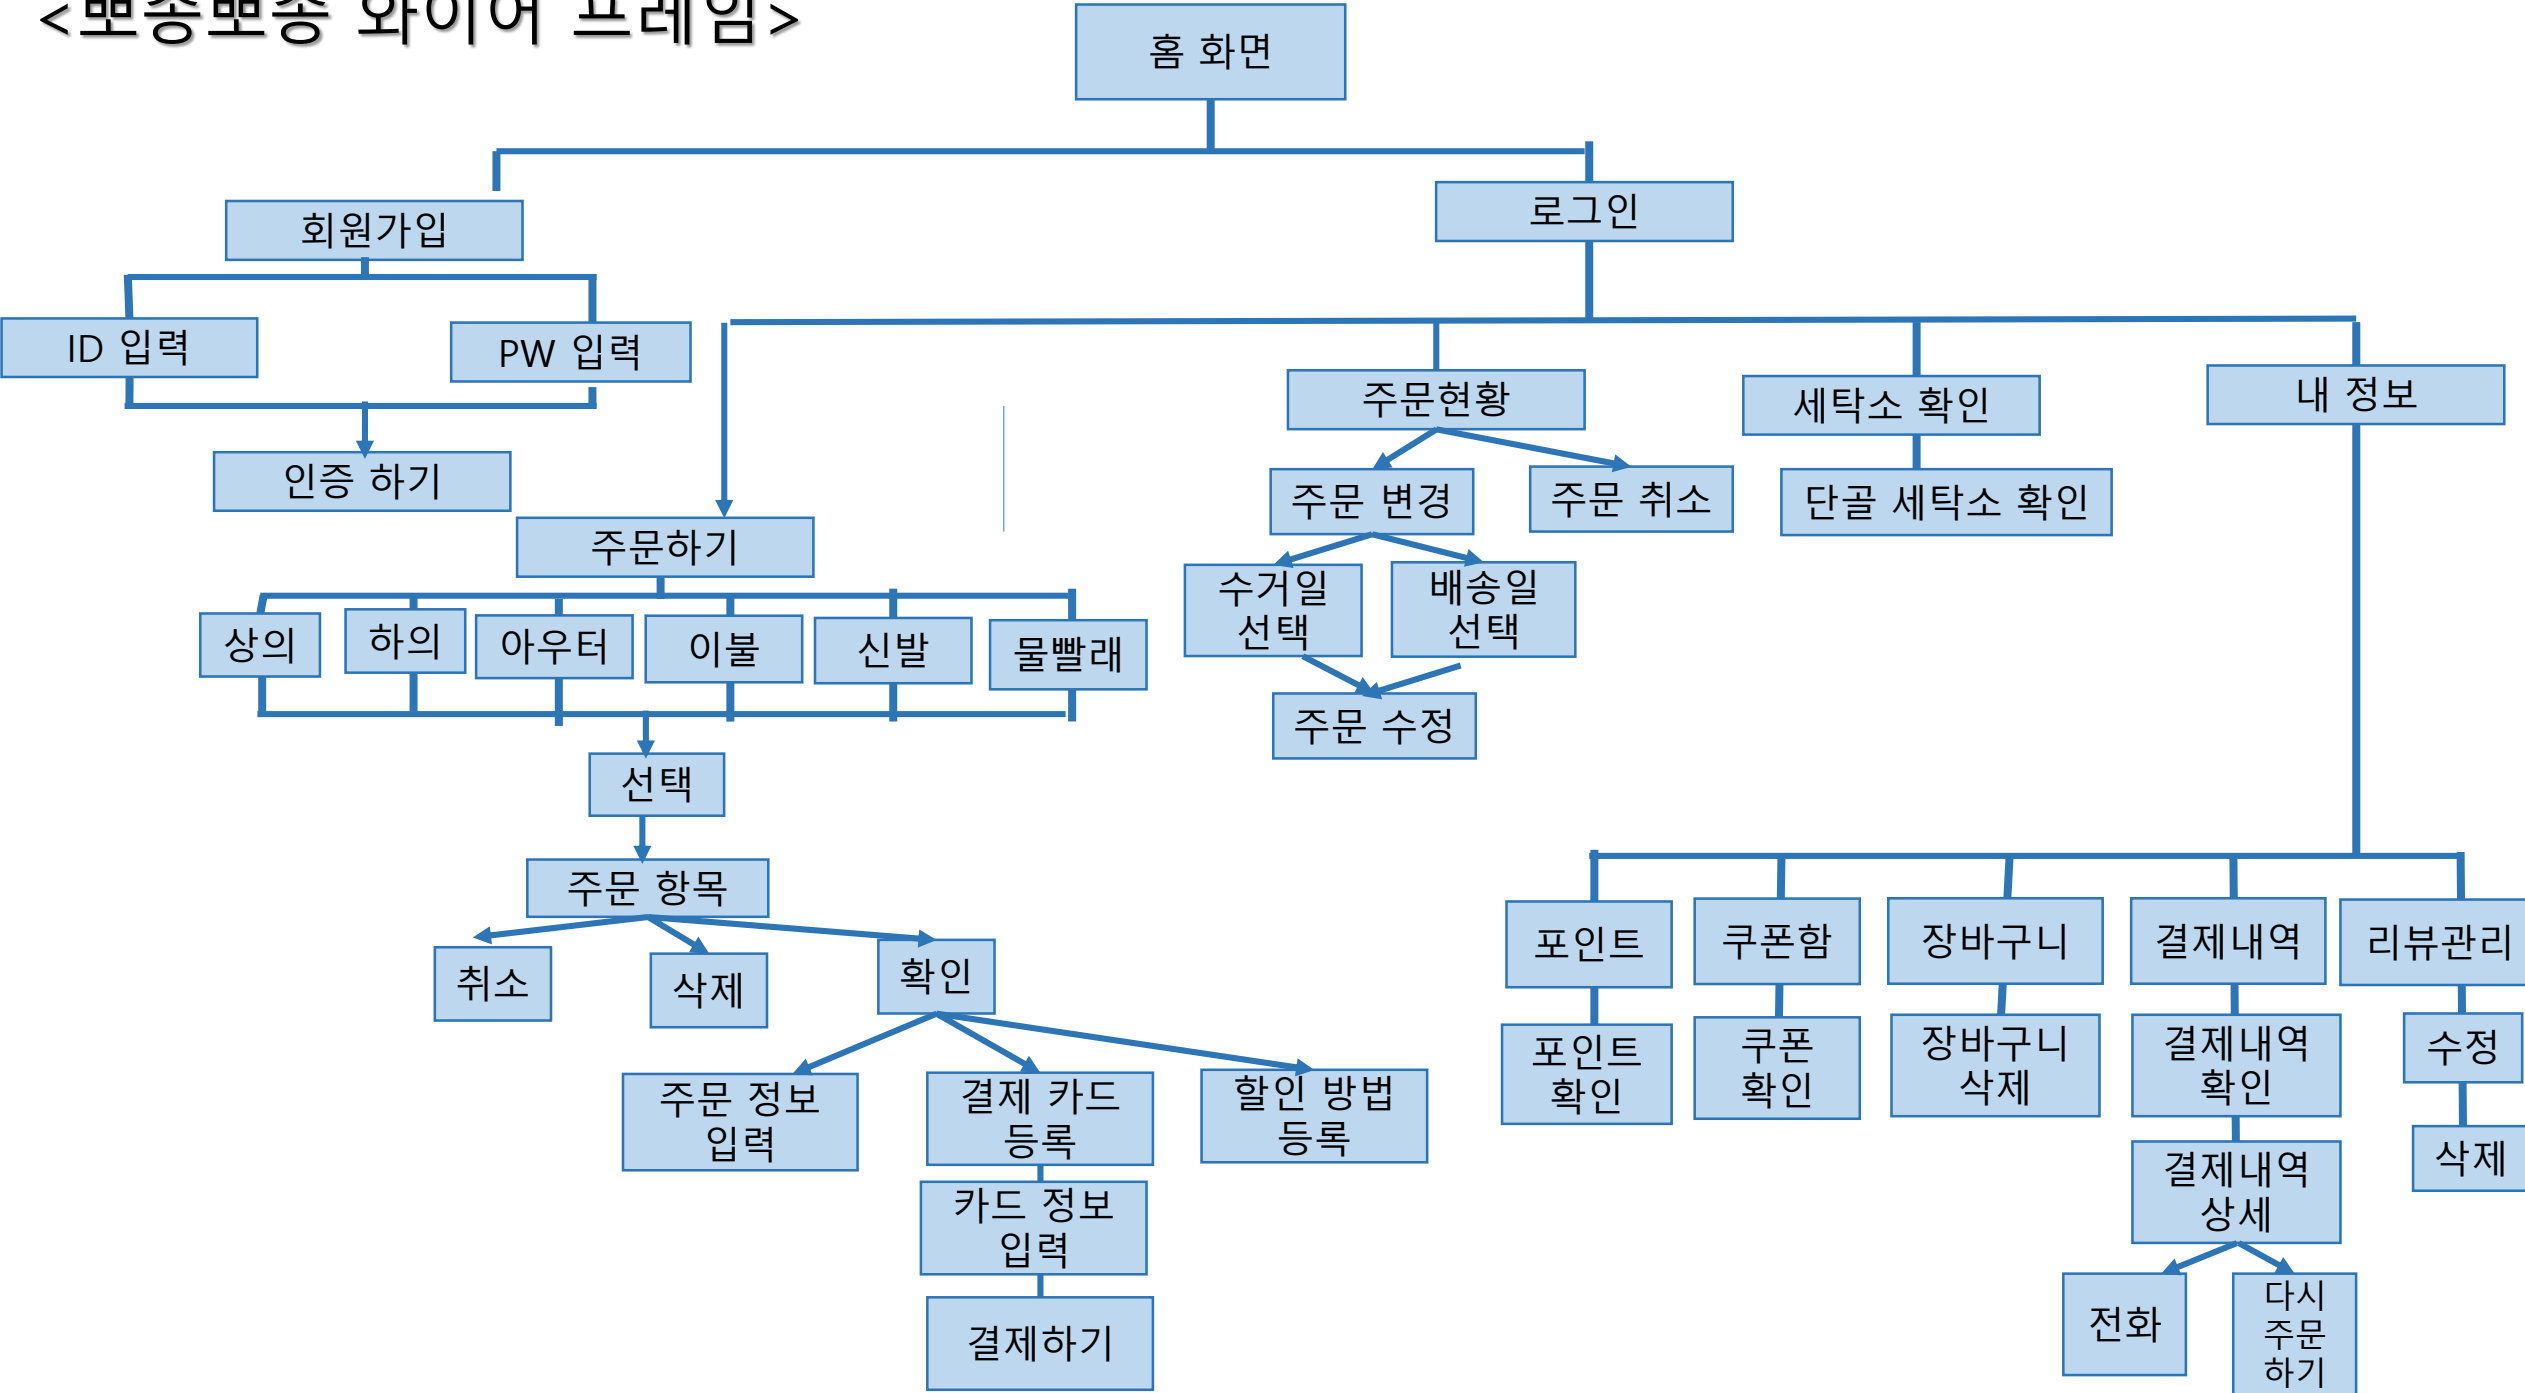 <뽀송뽀송 와이어 프레임>
홈 화면
회원가입
로그인
ID 입력
PW 입력
인증 하기
주문현황
세탁소 확인
내 정보
주문 변경
주문 취소
단골 세탁소 확인
주문하기
수거일
선택
배송일
선택
상의
하의
아우터
이불
신발
물빨래
주문 수정
선택
주문 항목
취소
삭제
확인
포인트
쿠폰함
장바구니
결제내역
리뷰관리
포인트
확인
쿠폰
확인
장바구니
삭제
결제내역
확인
수정
주문 정보
입력
결제 카드
등록
할인 방법
등록
결제내역
상세
삭제
카드 정보
입력
결제하기
전화
다시
주문
하기